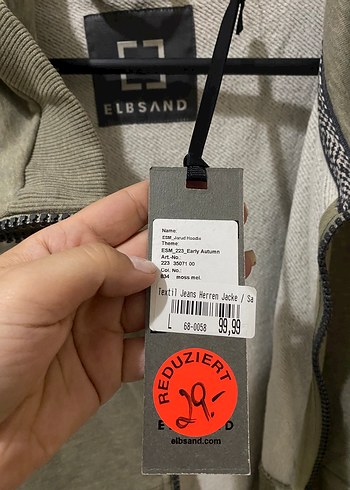 ELBSAND
Name:
ESM_Jorud Hoodie
Theme:
ESM_223_Early Autumn
Art.-No.
223 35071 00
Col. No.:
834 moss mel.
Textil Jeans Herren Jacke / Sa
L 68-0058 99,99
REDUZIERT
29,-
elbsand.com